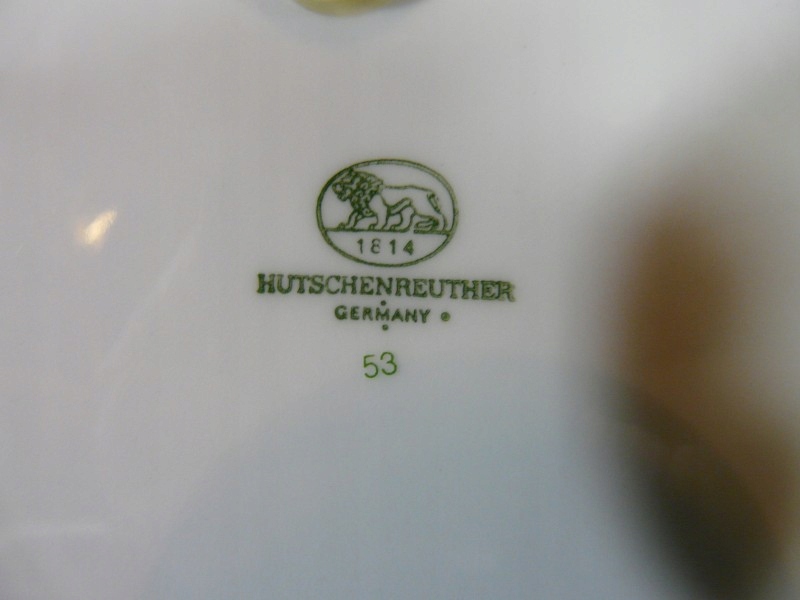 1814
HUTSCHENREUTHER
GERMANY ®
53